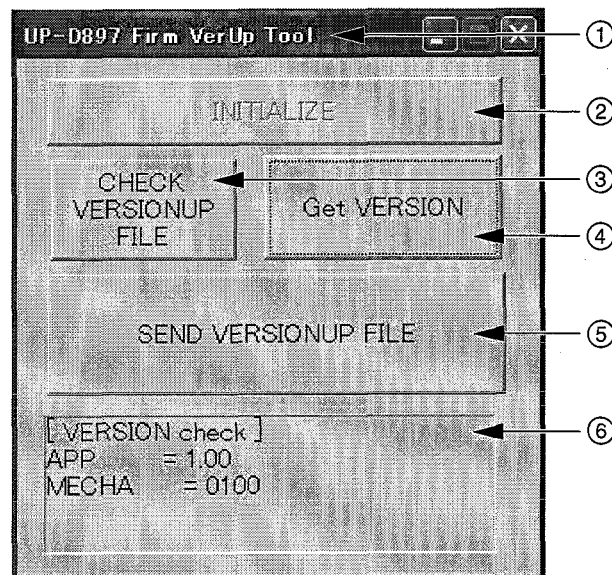 UP-D897 Firm VerUp Tool ①
INITIALIZE ②
CHECK
VERSIONUP
FILE
③
Get VERSION
④
SEND VERSIONUP FILE ⑤
[ VERSION check ] ⑥
APP = 1.00
MECHA = 0100